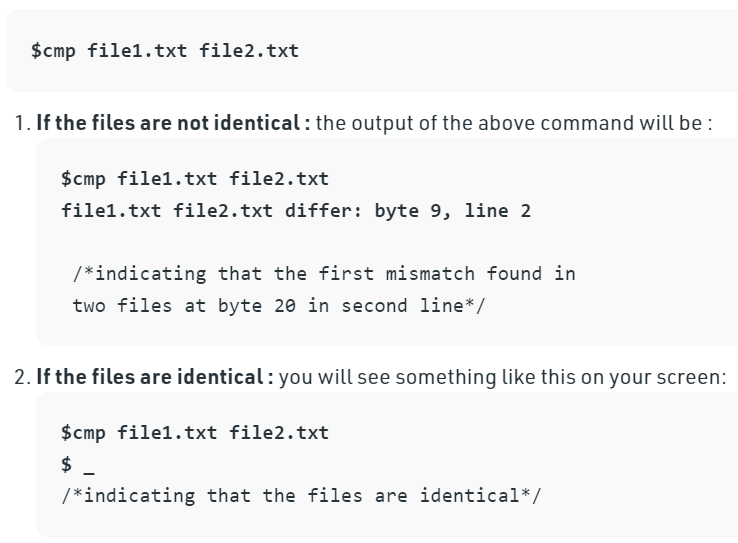 $cmp file1.txt file2.txt
1. If the files are not identical : the output of the above command will be :
$cmp file1.txt file2.txt
file1.txt file2.txt differ: byte 9, line 2
/*indicating that the first mismatch found in
two files at byte 20 in second line*/
2. If the files are identical : you will see something like this on your screen:
$cmp file1.txt file2.txt
$ _
/*indicating that the files are identical*/